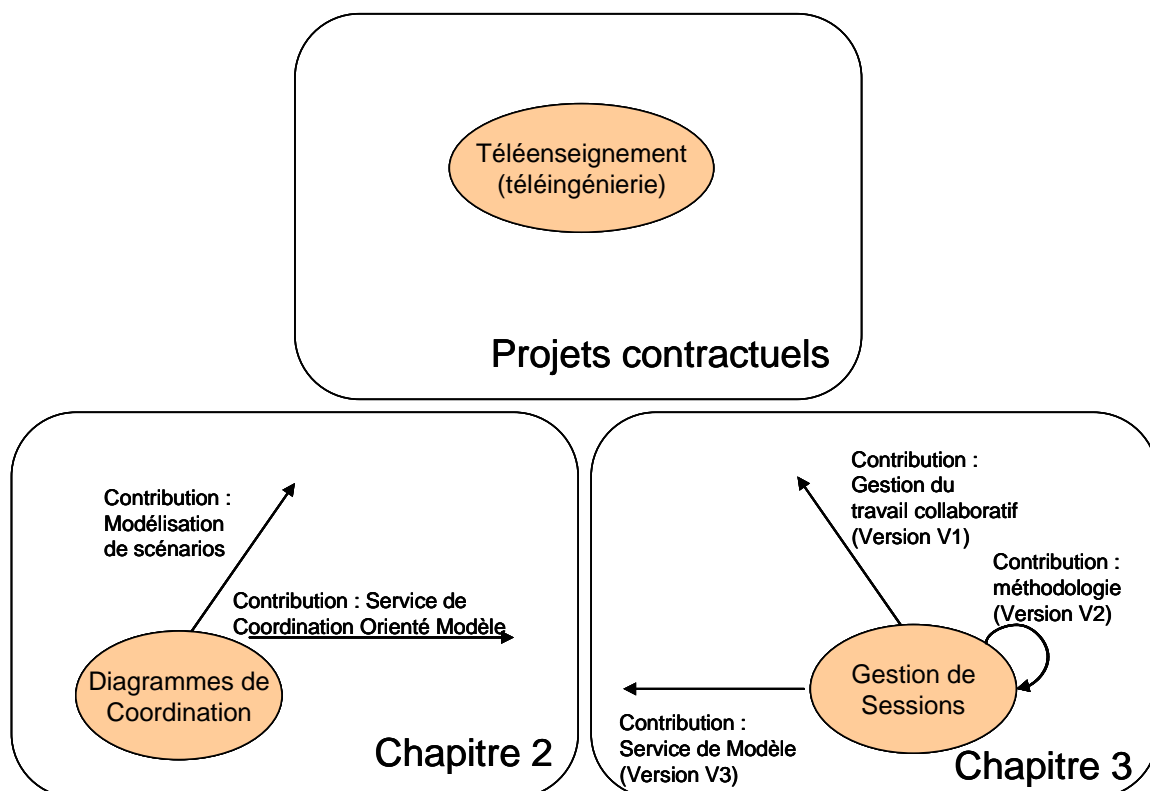 Téléenseignement
(téléingénierie)
Projets contractuels
Contribution :
Modélisation
de scénarios
Contribution : Service de
Coordination Orienté Modèle
Diagrammes de
Coordination
Chapitre 2
Contribution :
Gestion du
travail collaboratif
(Version V1)
Contribution :
méthodologie
(Version V2)
Gestion de
Sessions
Contribution :
Service de Modèle
(Version V3)
Chapitre 3